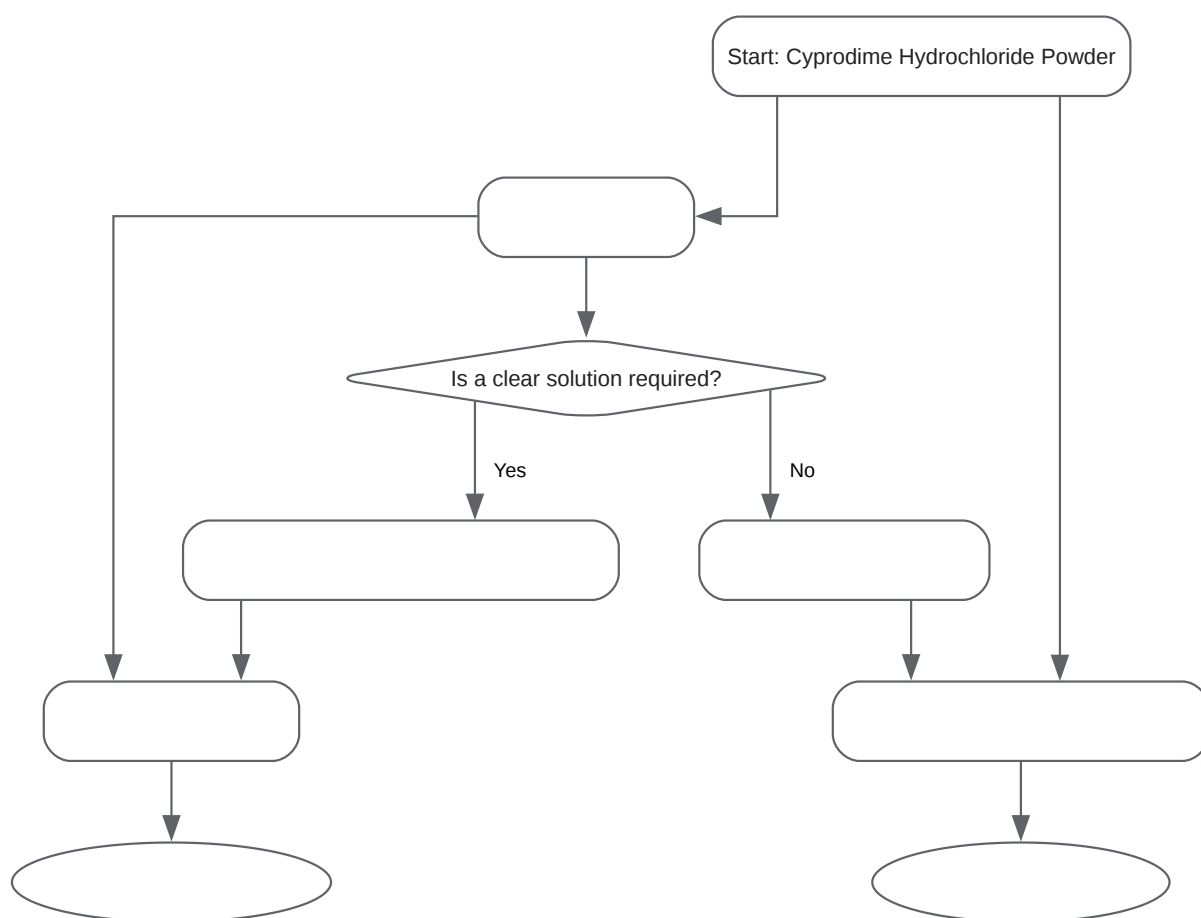 Start: Cyprodime Hydrochloride Powder
Is a clear solution required?
Yes
No